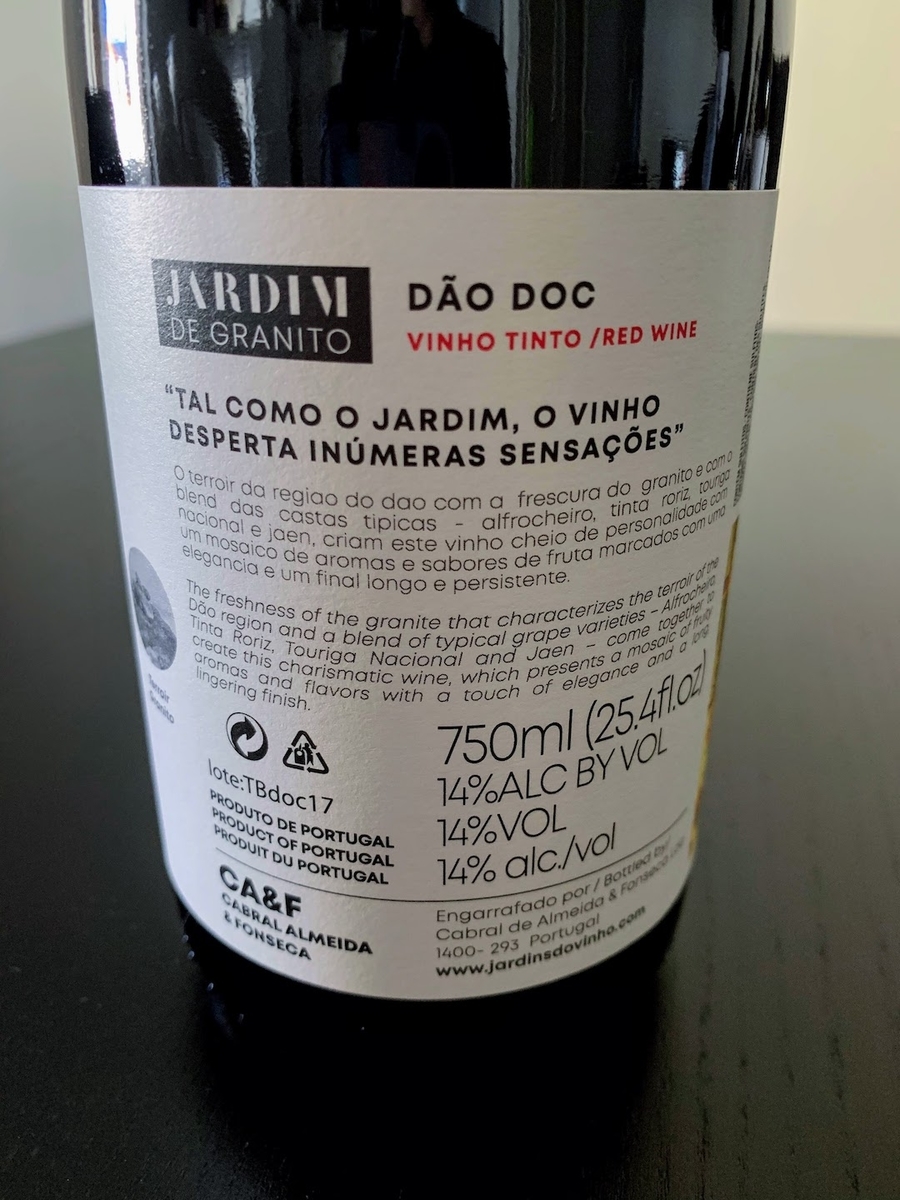 JARDIM
DE GRANITO
DÃO DOC
VINHO TINTO /RED WINE
“TAL COMO O JARDIM, O VINHO
DESPERTA INÚMERAS SENSAÇÕES”
O terroir da regiao do dao com a frescura do granito e com o
blend das castas tipicas - alfrocheiro, tinta roriz, touriga
nacional e jaen, criam este vinho cheio de personalidade com
um mosaico de aromas e sabores de fruta marcados com uma
elegancia e um final longo e persistente.
The freshness of the granite that characterizes the terroir of the
Dão region and a blend of typical grape varieties – Alfrocheiro,
Tinta Roriz, Touriga Nacional and Jaen – come together to
create this charismatic wine, which presents a mosaic of fruity
aromas and flavors with a touch of elegance and a long
lingering finish.
Terroir
Granito
lote:TBdoc17
PRODUTO DE PORTUGAL
PRODUCT OF PORTUGAL
PRODUIT DU PORTUGAL
750ml (25.4fl.oz)
14%ALC BY VOL
14%VOL
14% alc./vol
CA&F
CABRAL ALMEIDA
& FONSECA
Engarrafado por / Bottled by:
Cabral de Almeida & Fonseca Lda
1400- 293 Portugal
www.jardinsdovinho.com